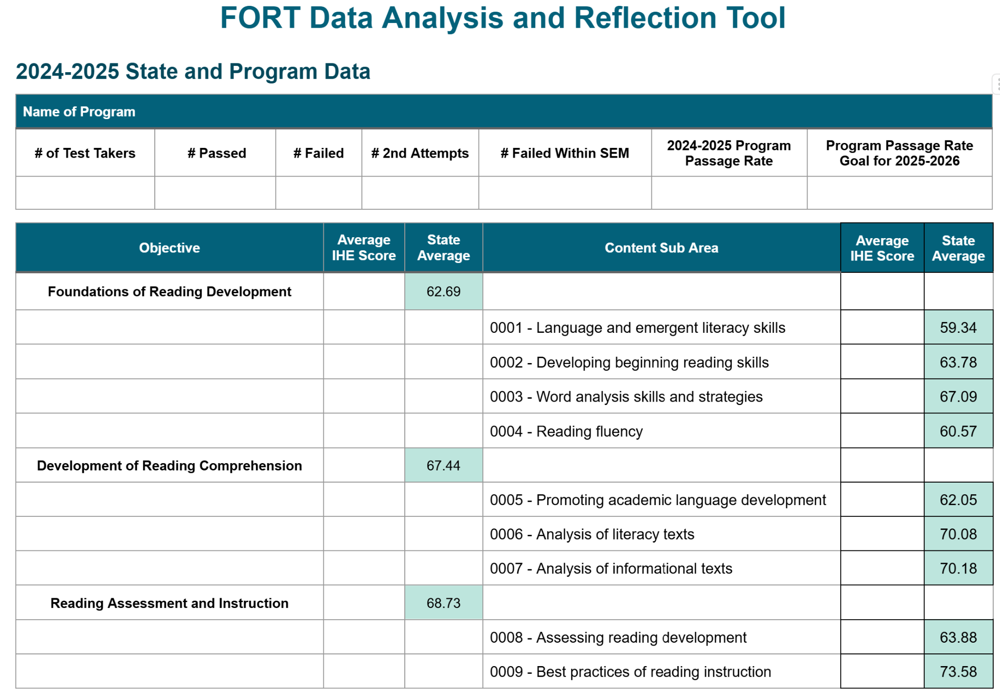 FORT Data Analysis and Reflection Tool
2024-2025 State and Program Data
Name of Program
# of Test Takers
# Passed
# Failed
# 2nd Attempts
# Failed Within SEM
2024-2025 Program
Passage Rate
Program Passage Rate
Goal for 2025-2026
Objective
Average
IHE Score
State
Average
Content Sub Area
Average
IHE Score
State
Average
Foundations of Reading Development
62.69
0001 - Language and emergent literacy skills
59.34
0002 - Developing beginning reading skills
63.78
0003 - Word analysis skills and strategies
67.09
0004 - Reading fluency
60.57
Development of Reading Comprehension
67.44
0005 - Promoting academic language development
62.05
0006 - Analysis of literacy texts
70.08
0007 - Analysis of informational texts
70.18
Reading Assessment and Instruction
68.73
0008 - Assessing reading development
63.88
0009 - Best practices of reading instruction
73.58